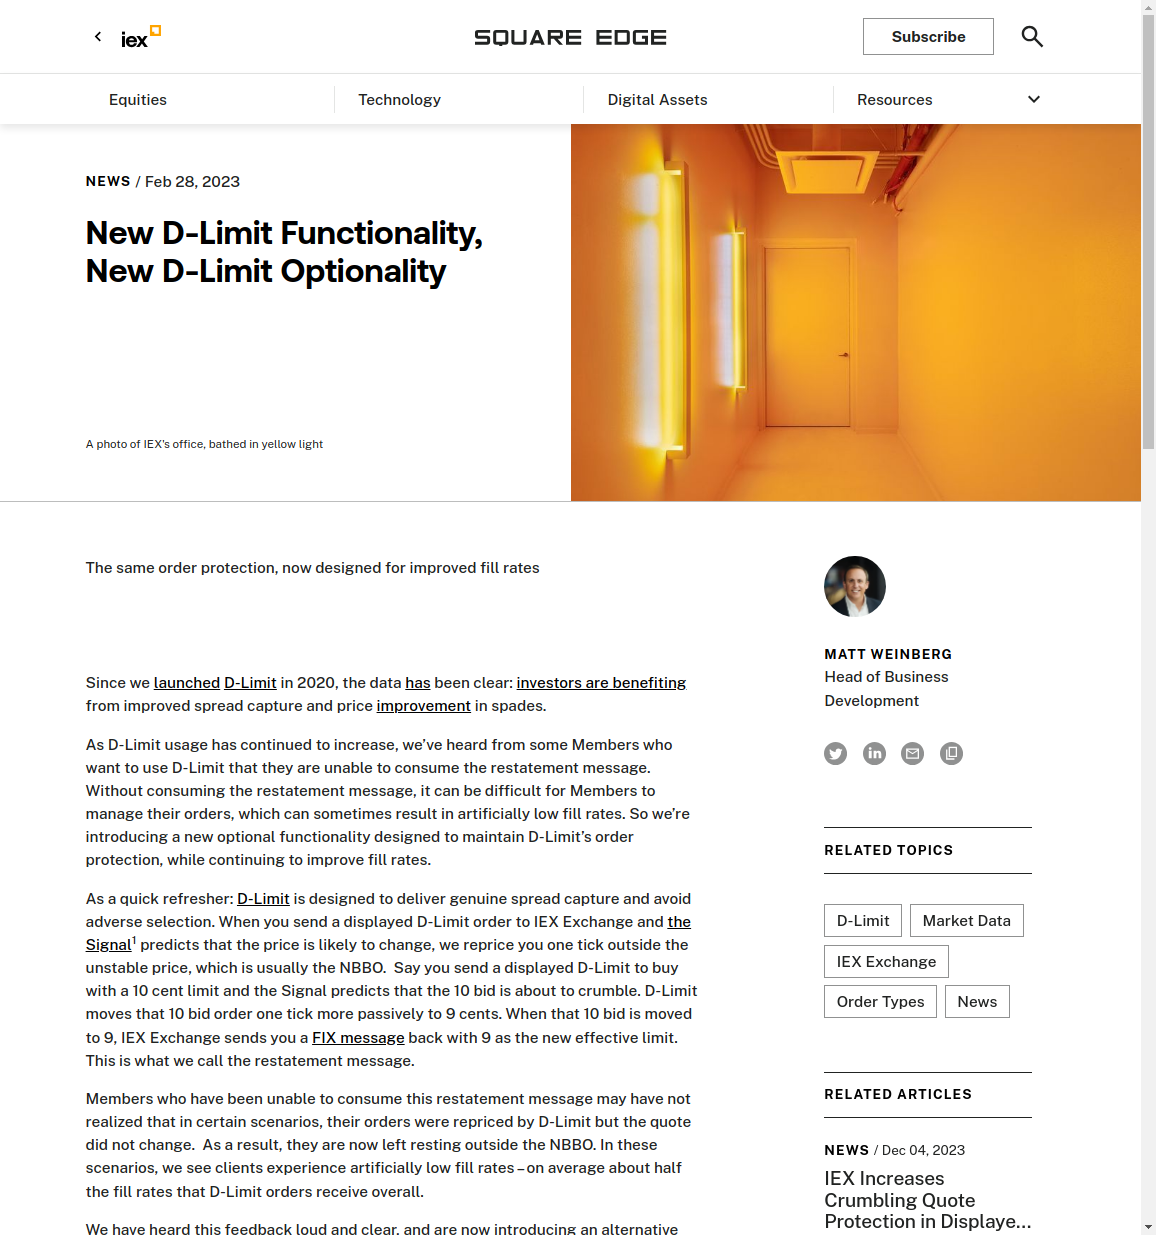 iex
SQUARE EDGE
Subscribe
Equities
Technology
Digital Assets
Resources
NEWS / Feb 28, 2023
New D-Limit Functionality,
New D-Limit Optionality
A photo of IEX's office, bathed in yellow light
The same order protection, now designed for improved fill rates
Since we launched D-Limit in 2020, the data has been clear: investors are benefiting
from improved spread capture and price improvement in spades.
As D-Limit usage has continued to increase, we’ve heard from some Members who
want to use D-Limit that they are unable to consume the restatement message.
Without consuming the restatement message, it can be difficult for Members to
manage their orders, which can sometimes result in artificially low fill rates. So we’re
introducing a new optional functionality designed to maintain D-Limit’s order
protection, while continuing to improve fill rates.
As a quick refresher: D-Limit is designed to deliver genuine spread capture and avoid
adverse selection. When you send a displayed D-Limit order to IEX Exchange and the
Signal1 predicts that the price is likely to change, we reprice you one tick outside the
unstable price, which is usually the NBBO.  Say you send a displayed D-Limit to buy
with a 10 cent limit and the Signal predicts that the 10 bid is about to crumble. D-Limit
moves that 10 bid order one tick more passively to 9 cents. When that 10 bid is moved
to 9, IEX Exchange sends you a FIX message back with 9 as the new effective limit.
This is what we call the restatement message.
Members who have been unable to consume this restatement message may have not
realized that in certain scenarios, their orders were repriced by D-Limit but the quote
did not change.  As a result, they are now left resting outside the NBBO. In these
scenarios, we see clients experience artificially low fill rates – on average about half
the fill rates that D-Limit orders receive overall.
We have heard this feedback loud and clear, and are now introducing an alternative
MATT WEINBERG
Head of Business
Development
RELATED TOPICS
D-Limit
Market Data
IEX Exchange
Order Types
News
RELATED ARTICLES
NEWS / Dec 04, 2023
IEX Increases
Crumbling Quote
Protection in Displaye...